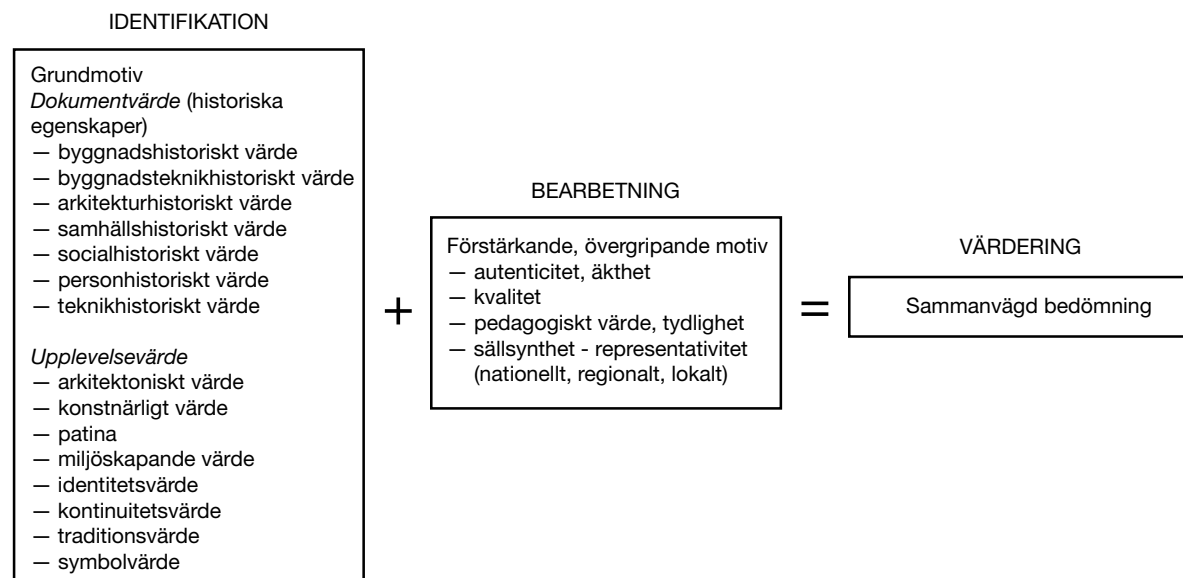 IDENTIFIKATION
Grundmotiv
Dokumentvärde (historiska
egenskaper)
— byggnadshistoriskt värde
— byggnadsteknikhistoriskt värde
— arkitekturhistoriskt värde
— samhällshistoriskt värde
— socialhistoriskt värde
— personhistoriskt värde
— teknikhistoriskt värde
Upplevelsevärde
— arkitektoniskt värde
— konstnärligt värde
— patina
— miljöskapande värde
— identitetsvärde
— kontinuitetsvärde
— traditionsvärde
— symbolvärde
+
BEARBETNING
Förstärkande, övergripande motiv
— autenticitet, äkthet
— kvalitet
— pedagogiskt värde, tydlighet
— sällsynthet - representativitet
(nationellt, regionalt, lokalt)
=
VÄRDERING
Sammanvägd bedömning